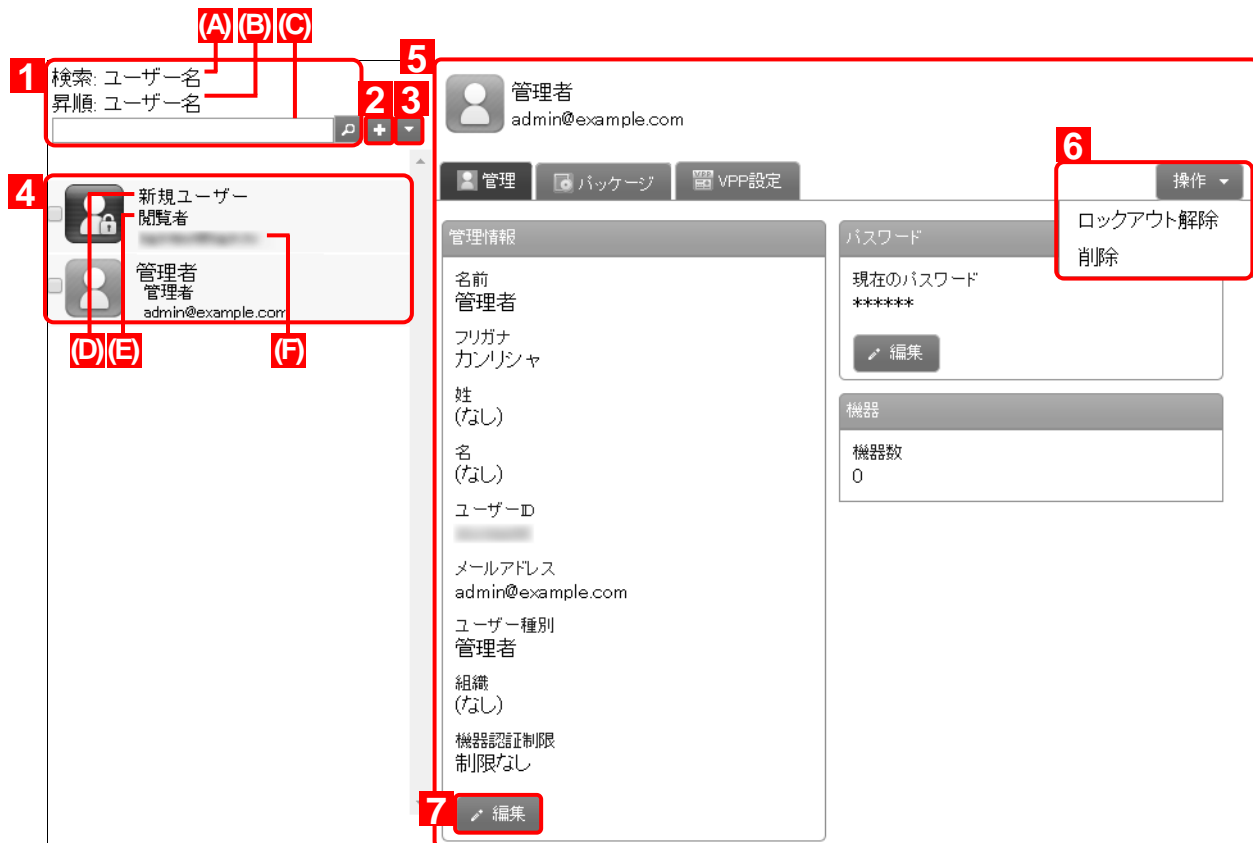 (A) (B) (C)
1
検索: ユーザー名
昇順: ユーザー名
2 3
4
新規ユーザー
閲覧者
管理者
管理者
admin@example.com
(D) (E) (F)
5
管理者
admin@example.com
管理 パッケージ VPP設定
6
操作
ロックアウト解除
削除
管理情報
名前
管理者
フリガナ
カンリシャ
姓
(なし)
名
(なし)
ユーザーID
メールアドレス
admin@example.com
ユーザー種別
管理者
組織
(なし)
機器認証制限
制限なし
7
編集
パスワード
現在のパスワード
******
編集
機器
機器数
0